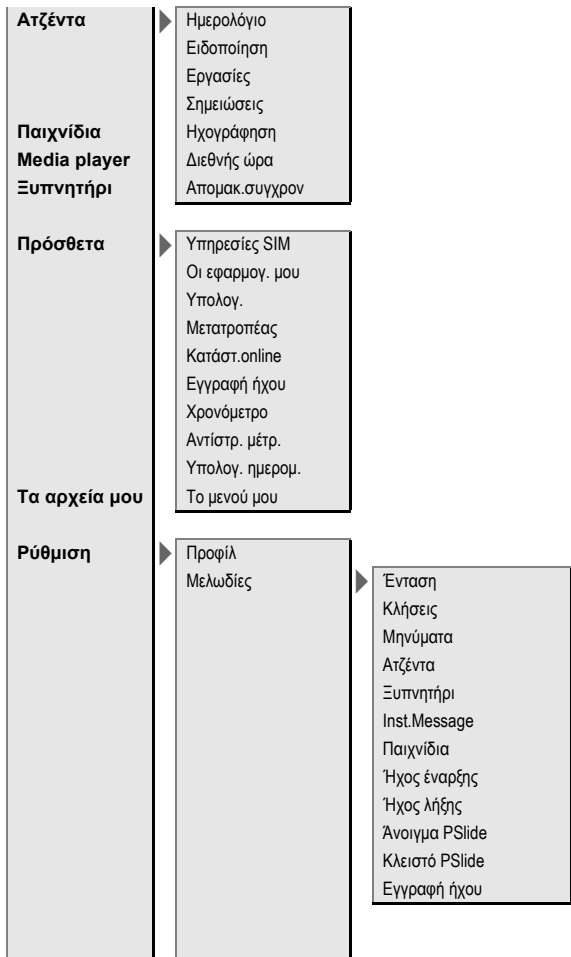 Ατζέντα
Ημερολόγιο
Ειδοποίηση
Εργασίες
Σημειώσεις
Παιχνίδια
Ηχογράφηση
Media player
Διεθνής ώρα
Ξυπνητήρι
Απομακ.συγχρον
Πρόσθετα
Υπηρεσίες SIM
Οι εφαρμογ. μου
Υπολογ.
Μετατροπέας
Κατάστ.online
Εγγραφή ήχου
Χρονόμετρο
Αντίστρ. μέτρ.
Υπολογ. ημερομ.
Τα αρχεία μου
Το μενού μου
Ρύθμιση
Προφίλ
Μελωδίες
Ένταση
Κλήσεις
Μηνύματα
Ατζέντα
Ξυπνητήρι
Inst.Message
Παιχνίδια
Ήχος έναρξης
Ήχος λήξης
Άνοιγμα PSlide
Κλειστό PSlide
Εγγραφή ήχου